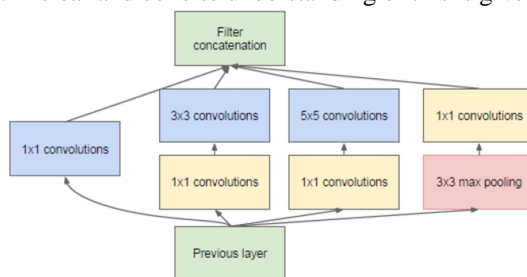 Filter
concatenation
3x3 convolutions
5x5 convolutions
1x1 convolutions
1x1 convolutions
1x1 convolutions
1x1 convolutions
3x3 max pooling
Previous layer